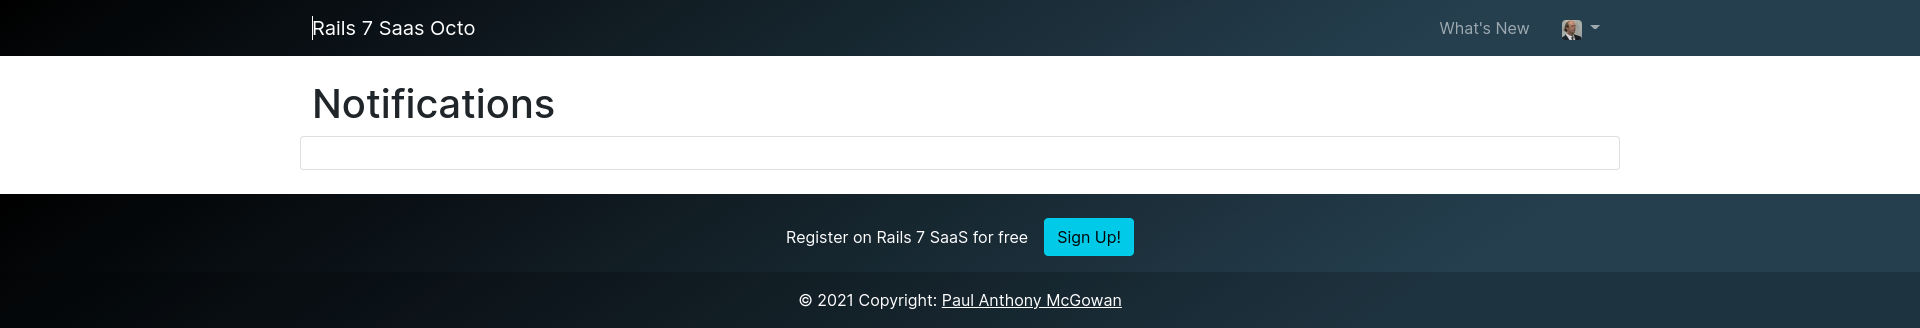 Rails 7 Saas Octo
What's New
Notifications
Register on Rails 7 SaaS for free
Sign Up!
© 2021 Copyright: Paul Anthony McGowan